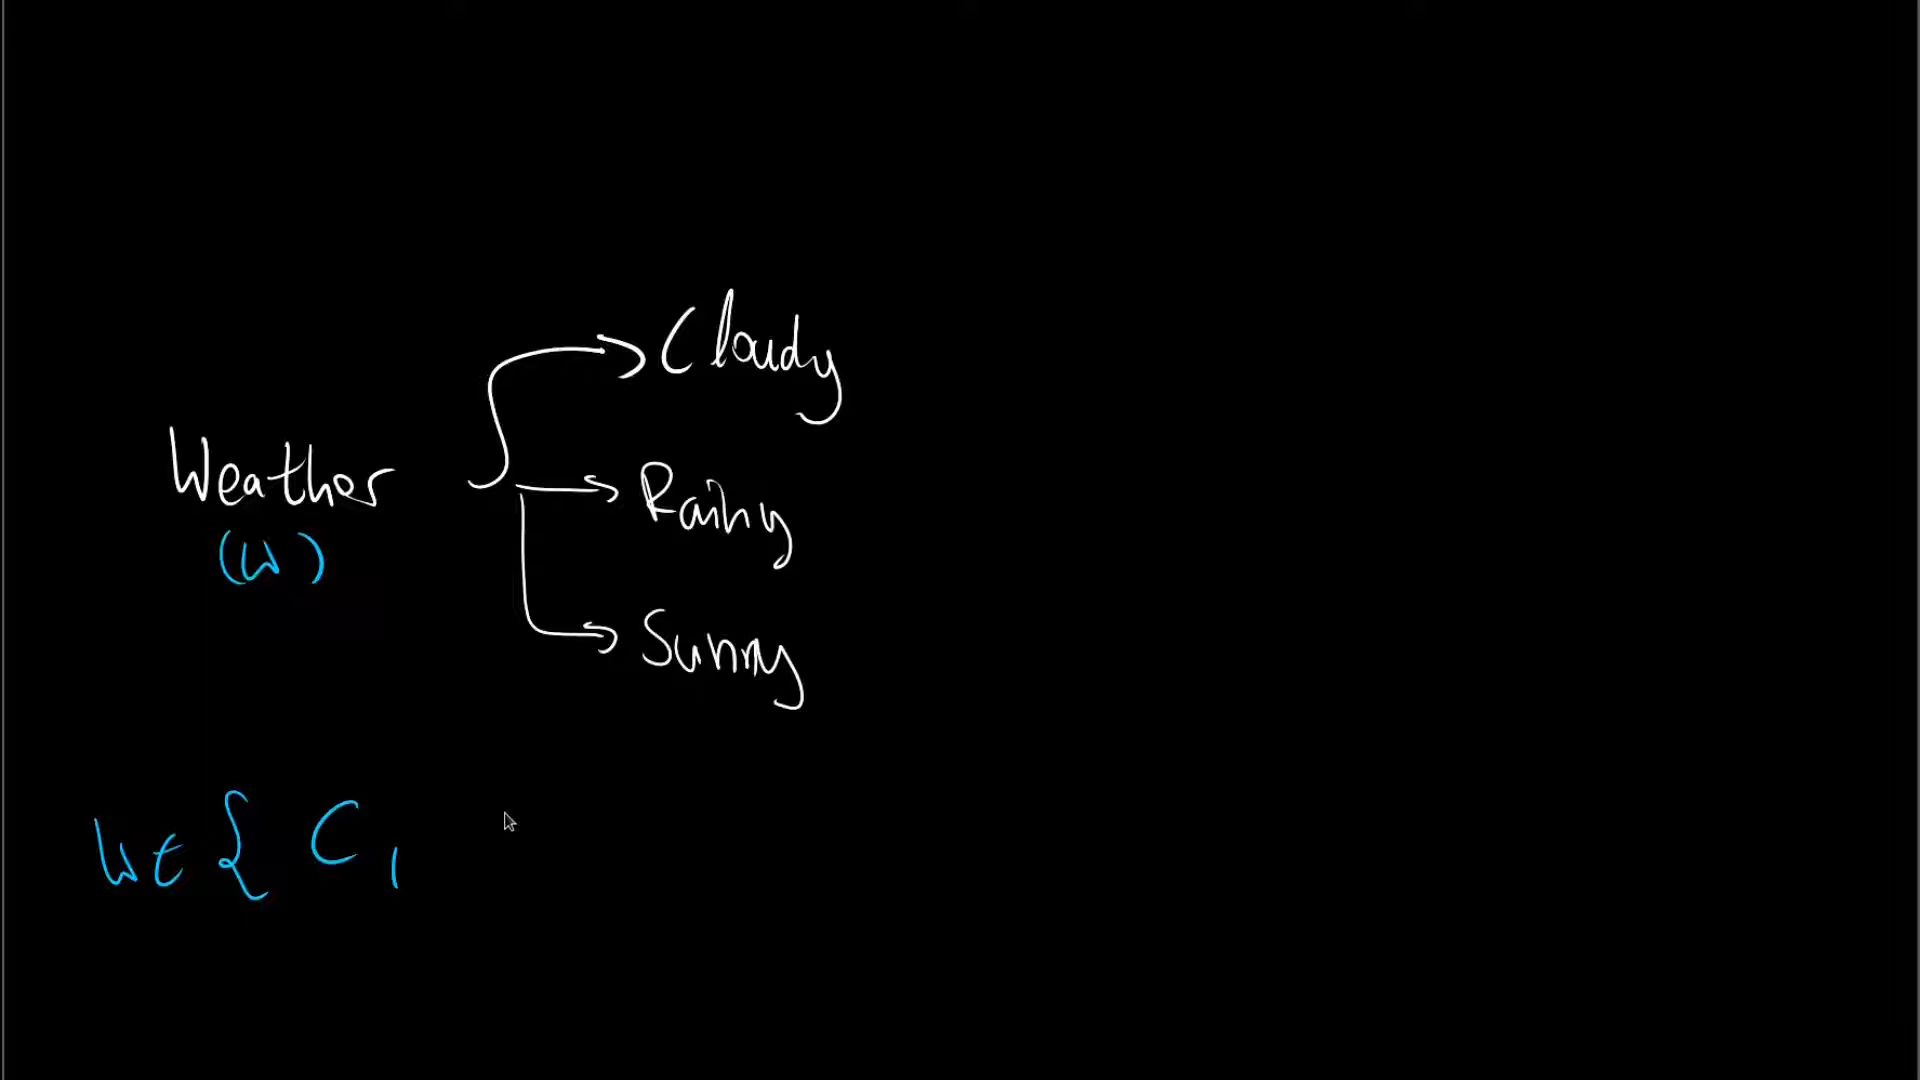 Cloudy
Weather
Rainy
(W)
Sunny
W ∈ { C ,